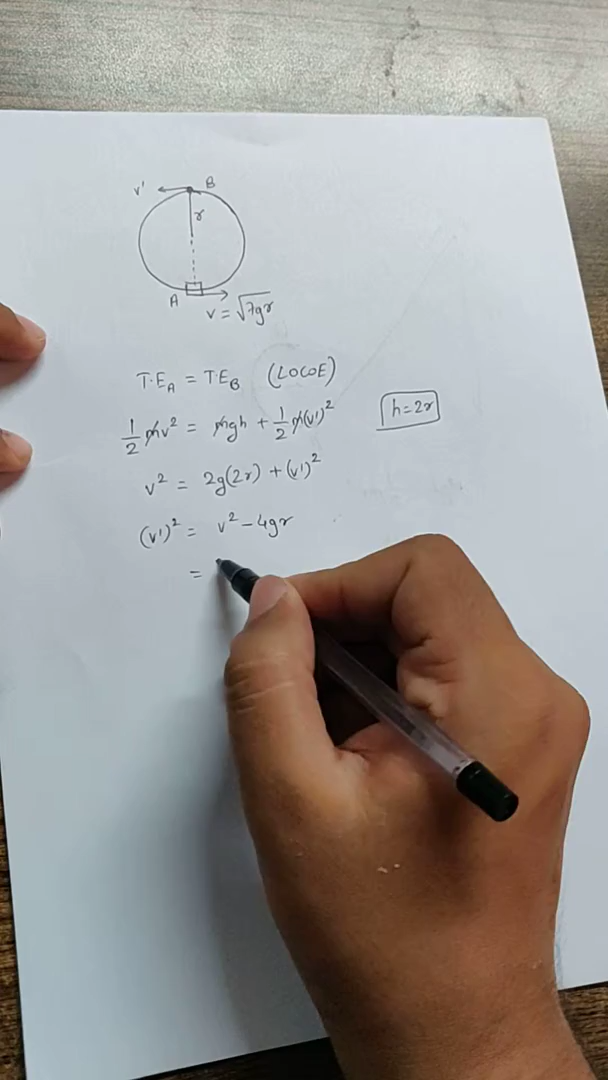 v' B
r
A
v = √7gr
T.E_A = T.E_B (LOCOE)
1/2 mv² = mgh + 1/2 m(v')² h=2r
v² = 2g(2r) + (v')²
(v')² = v² - 4gr
=